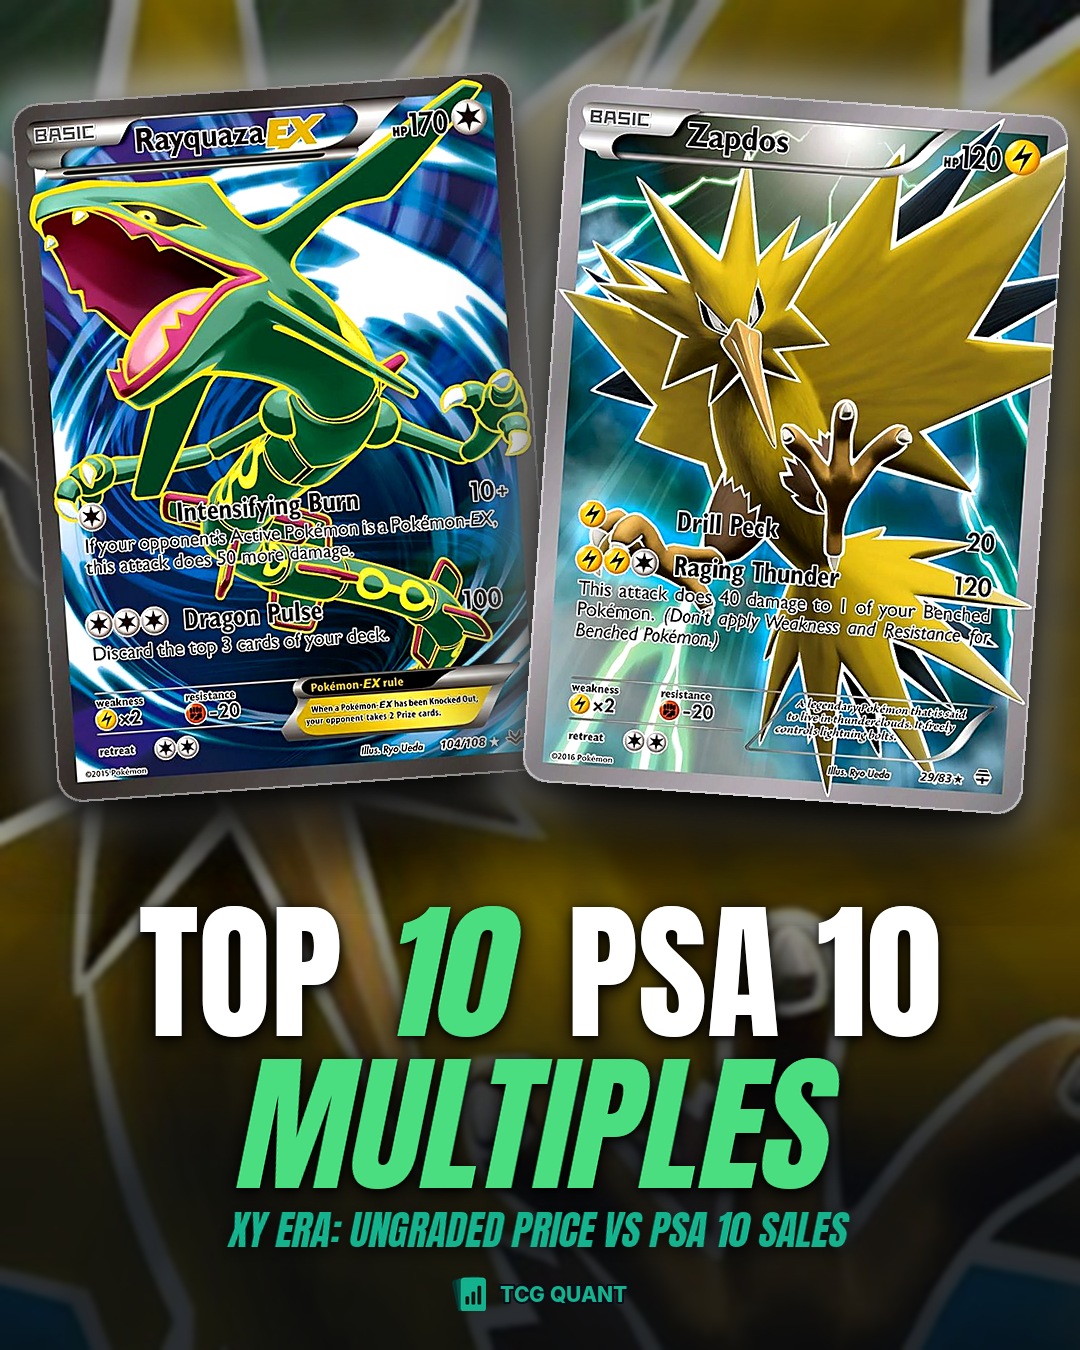 BASIC
RayquazaEX
HP170
Intensifying Burn
10+
If your opponent's Active Pokémon is a Pokémon-EX,
this attack does 50 more damage.
Dragon Pulse
100
Discard the top 3 cards of your deck.
weakness
×2
resistance
-20
retreat
Pokémon-EX rule
When a Pokémon-EX has been Knocked Out,
your opponent takes 2 Prize cards.
Illus. Ryo Ueda
104/108
©2015 Pokémon
BASIC
Zapdos
HP120
Drill Peck
20
Raging Thunder
120
This attack does 40 damage to 1 of your Benched
Pokémon. (Don't apply Weakness and Resistance for
Benched Pokémon.)
weakness
×2
resistance
-20
retreat
A legendary Pokémon that is said
to live in thunderclouds. It freely
controls lightning bolts.
©2016 Pokémon
Illus. Ryo Ueda
29/83
TOP 10 PSA 10
MULTIPLES
XY ERA: UNGRADED PRICE VS PSA 10 SALES
TCG QUANT